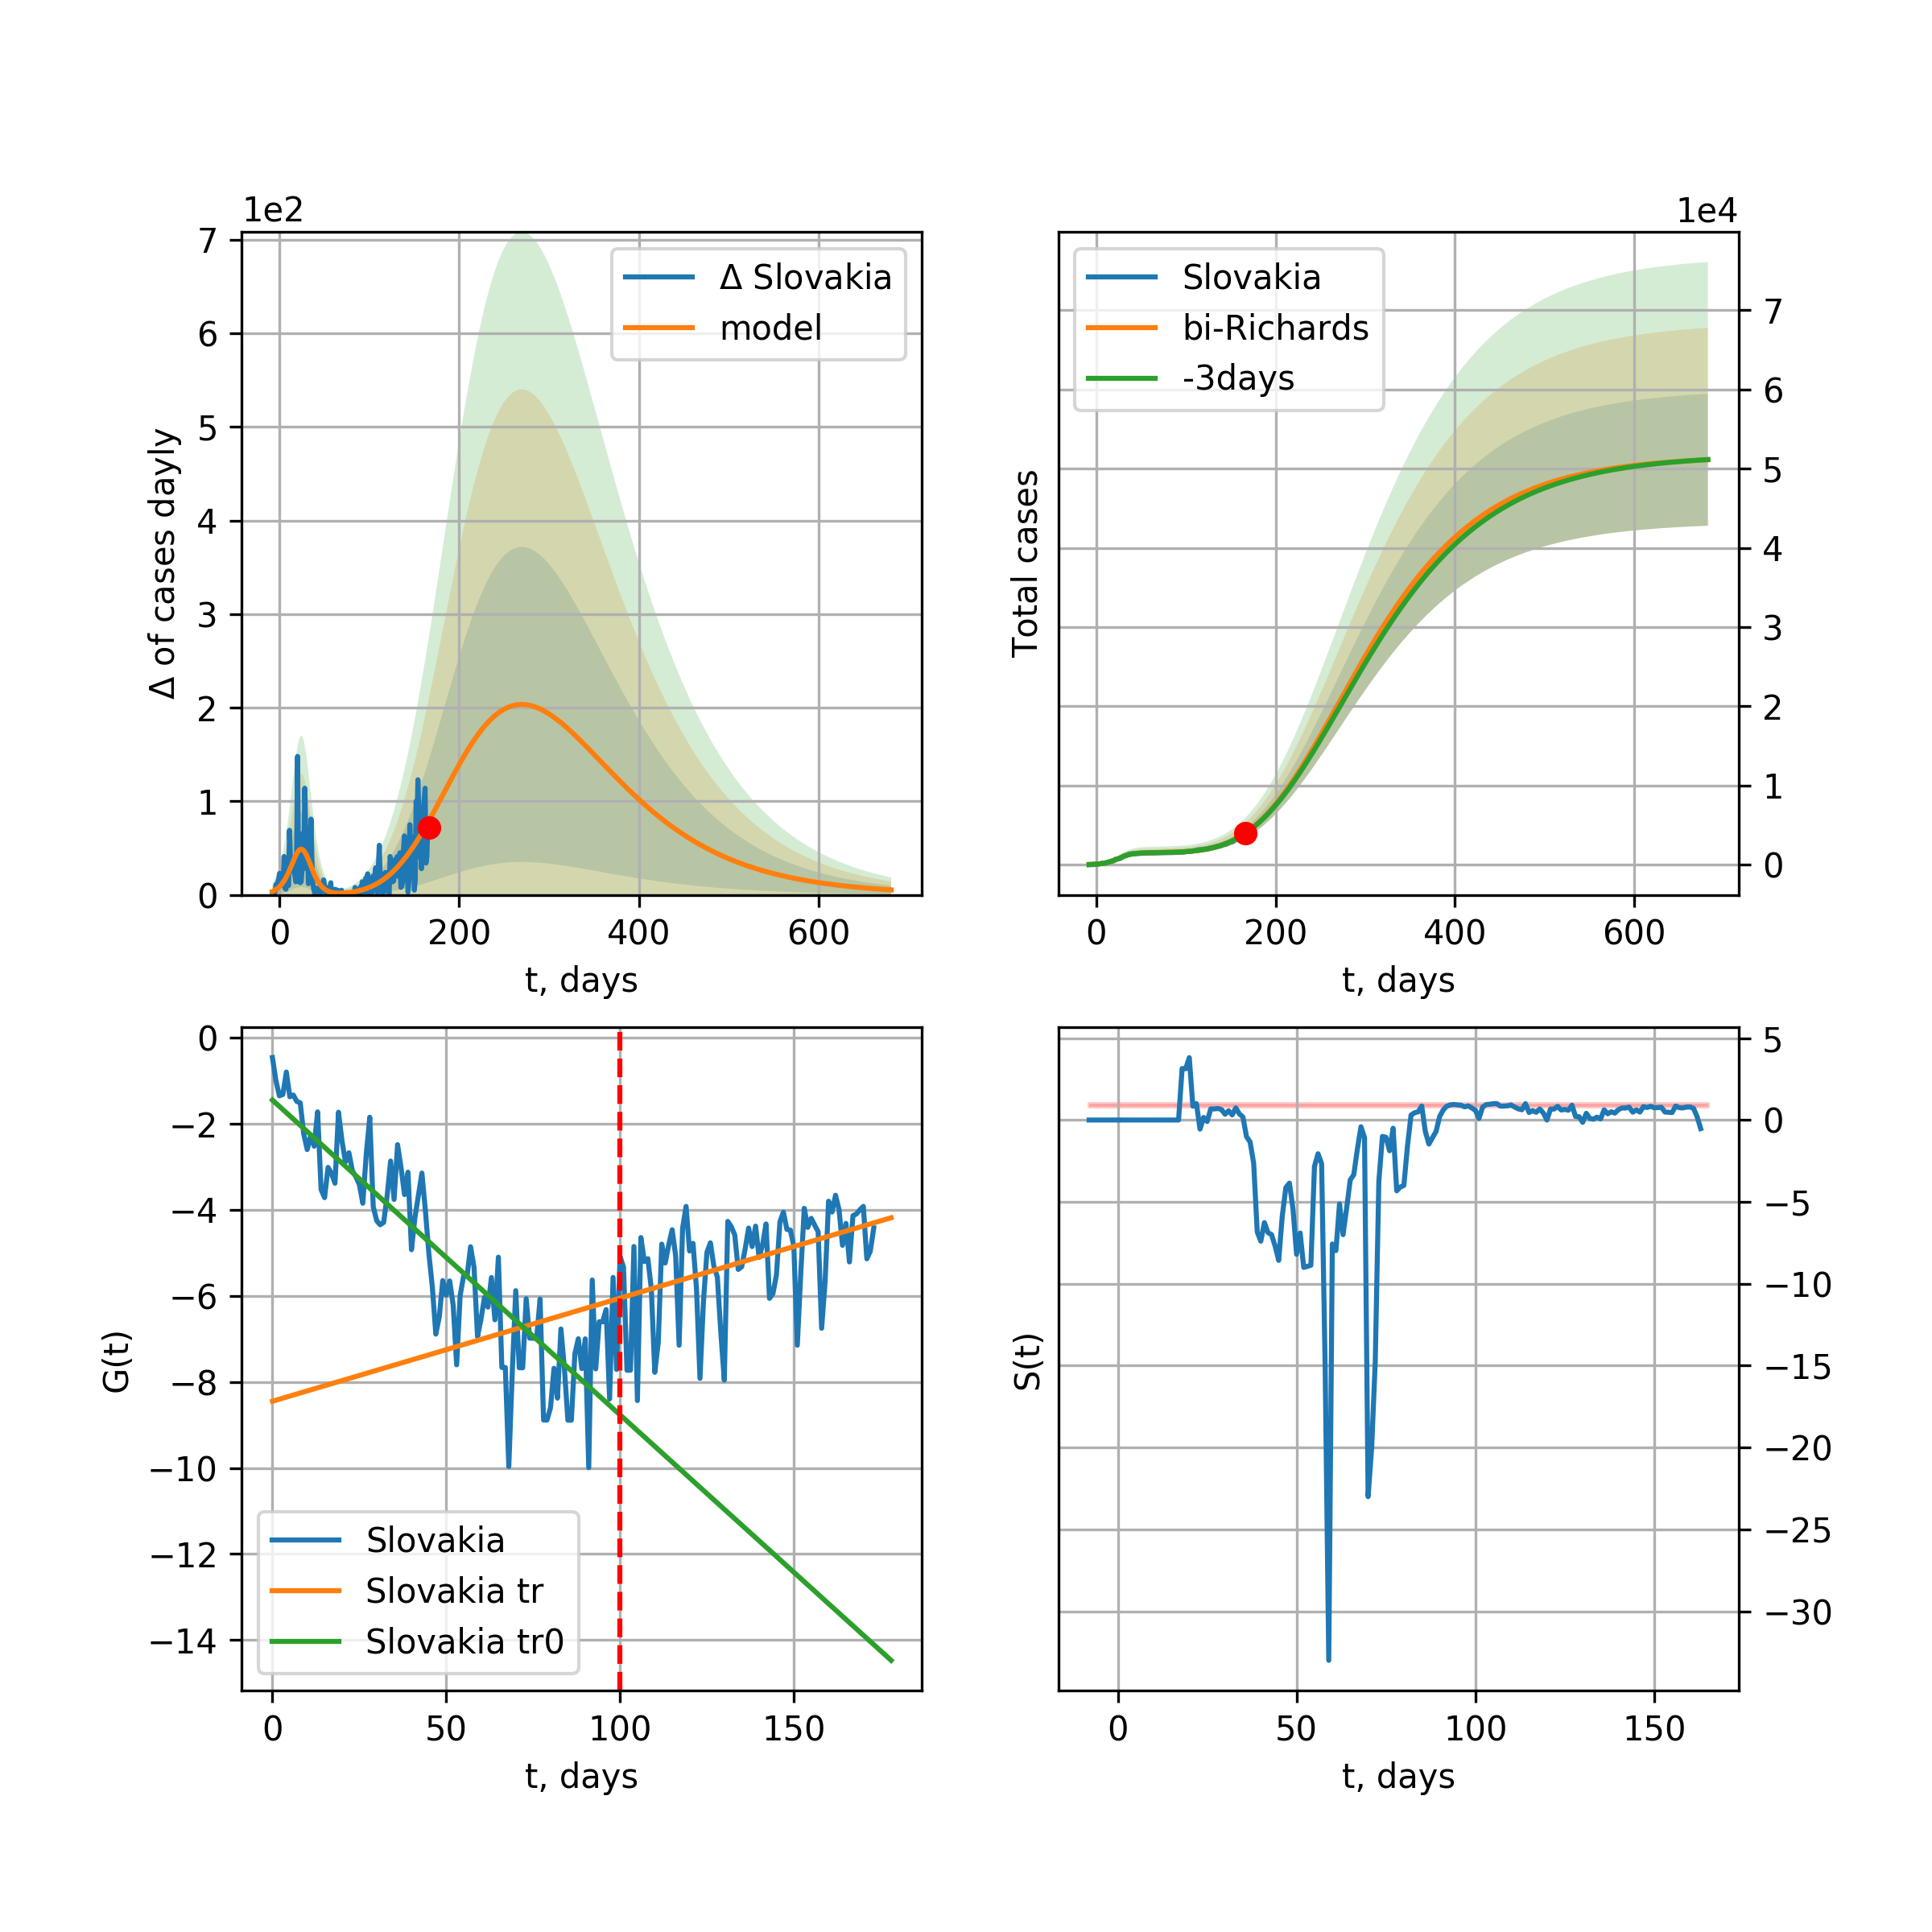 1e2
7
6
5
4
3
2
1
0
Δ of cases dayly
0 200 400 600
t, days
Δ Slovakia
model
1e4
7
6
5
4
3
2
1
0
Total cases
0 200 400 600
t, days
Slovakia
bi-Richards
-3days
0
−2
−4
−6
−8
−10
−12
−14
G(t)
0 50 100 150
t, days
Slovakia
Slovakia tr
Slovakia tr0
5
0
−5
−10
−15
−20
−25
−30
S(t)
0 50 100 150
t, days